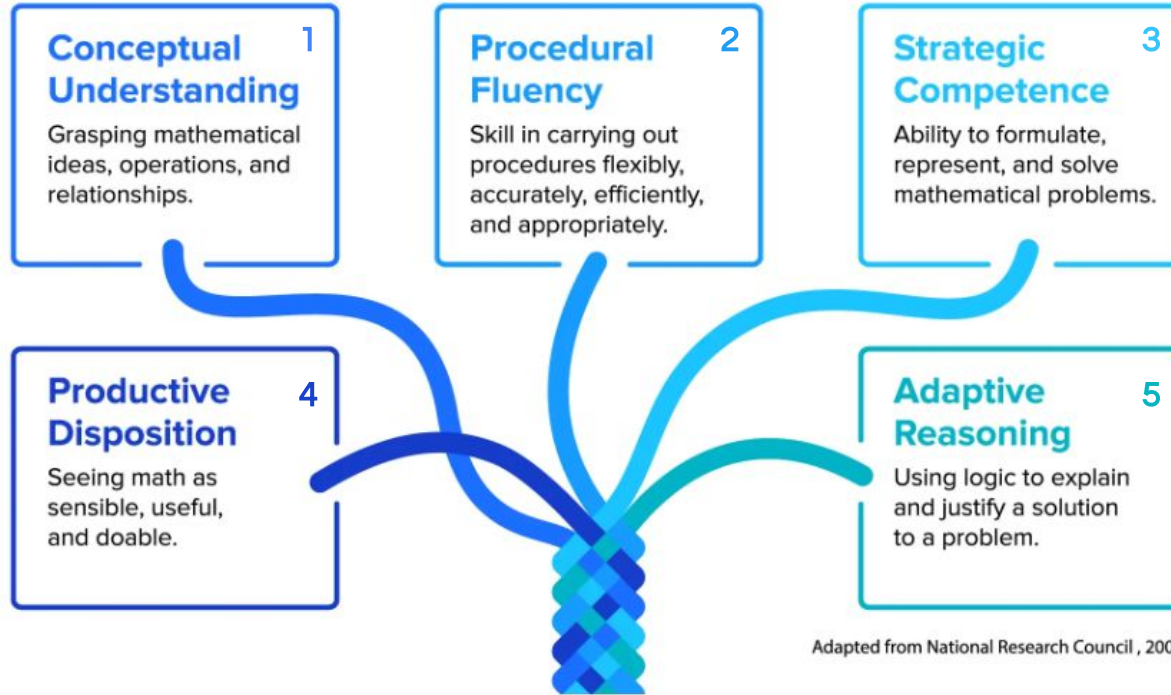 Conceptual 1
Understanding
Grasping mathematical
ideas, operations, and
relationships.
Procedural 2
Fluency
Skill in carrying out
procedures flexibly,
accurately, efficiently,
and appropriately.
Strategic 3
Competence
Ability to formulate,
represent, and solve
mathematical problems.
Productive 4
Disposition
Seeing math as
sensible, useful,
and doable.
Adaptive 5
Reasoning
Using logic to explain
and justify a solution
to a problem.
Adapted from National Research Council , 200